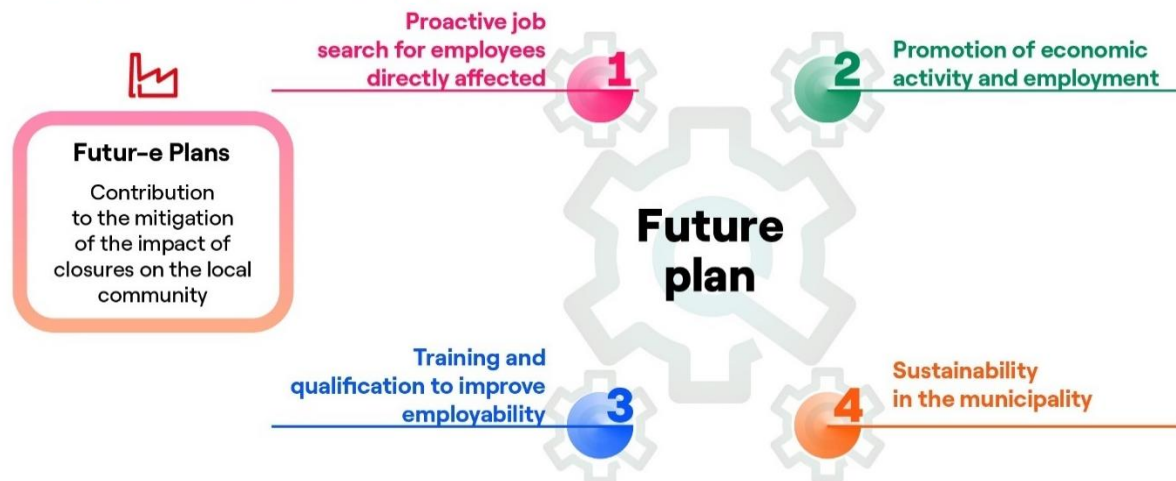 Proactive job
search for employees
directly affected
1
2
Promotion of economic
activity and employment
Futur-e Plans
Contribution
to the mitigation
of the impact of
closures on the local
community
Future
plan
Training and
qualification to improve
employability
3
4
Sustainability
in the municipality